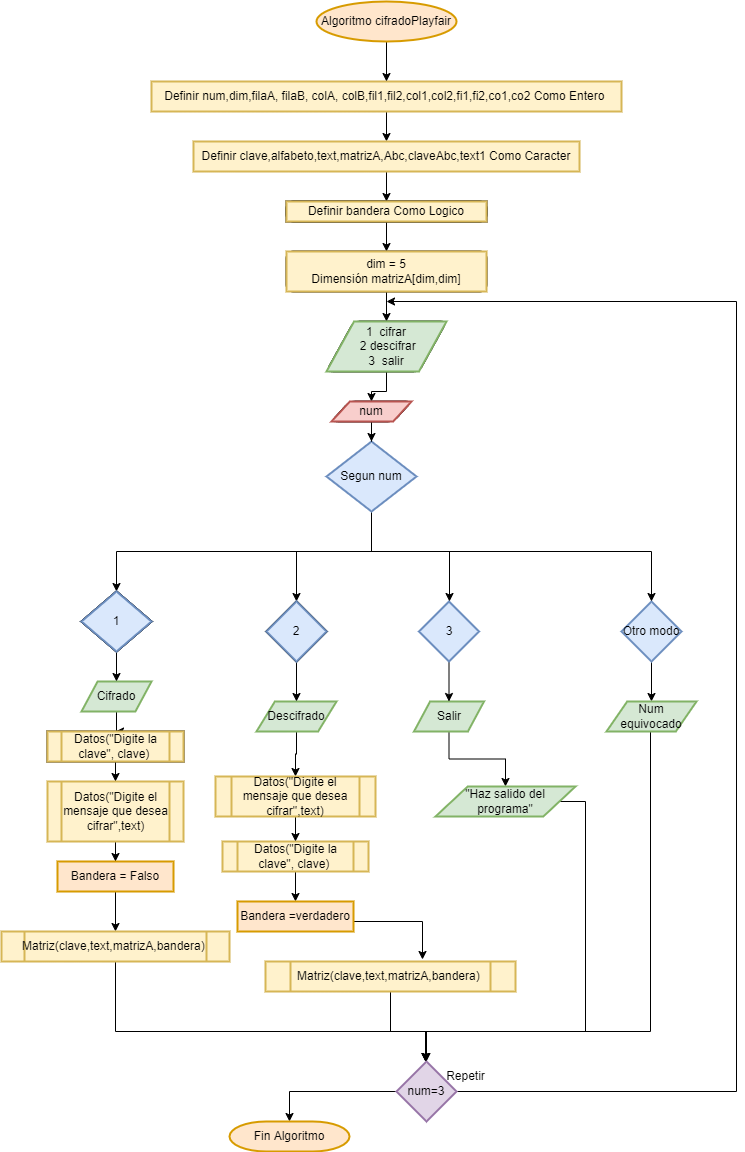 Algoritmo cifradoPlayfair
Definir num,dim,filaA, filaB, colA, colB,fil1,fil2,col1,col2,fi1,fi2,co1,co2 Como Entero
Definir clave,alfabeto,text,matrizA,Abc,claveAbc,text1 Como Caracter
Definir bandera Como Logico
dim = 5
Dimensión matrizA[dim,dim]
1 cifrar
2 descifrar
3 salir
num
Segun num
1
2
3
Otro modo
Cifrado
Descifrado
Salir
Num
equivocado
Datos("Digite la
clave", clave)
Datos("Digite el
mensaje que desea
cifrar",text)
"Haz salido del
programa"
Datos("Digite el
mensaje que desea
cifrar",text)
Datos("Digite la
clave", clave)
Bandera = Falso
Bandera =verdadero
Matriz(clave,text,matrizA,bandera)
Matriz(clave,text,matrizA,bandera)
Repetir
num=3
Fin Algoritmo